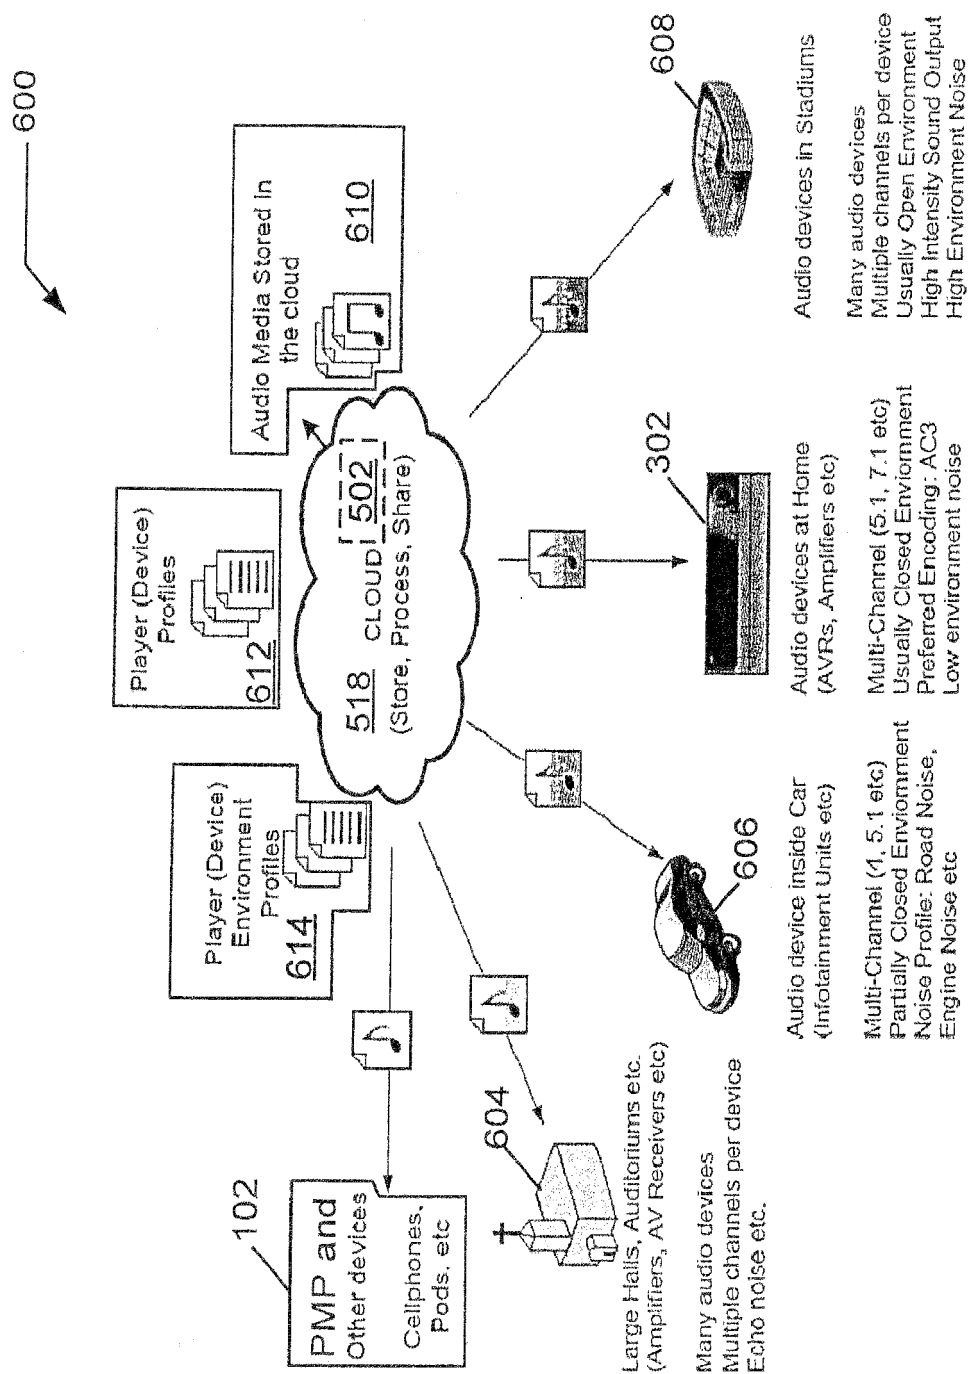 600
Audio Media Stored In
the cloud
610
Player (Device)
Profiles
612
Player (Device)
Environment
Profiles
614
518 CLOUD 502
(Store, Process, Share)
102
PMP and
Other devices
Cellphones,
Pods, etc
604
Large Halls, Auditoriums etc.
(Amplifiers, AV Receivers etc)
Many audio devices
Multiple channels per device
Echo noise etc.
606
Audio device inside Car
(Infotainment Units etc)
Multi-Channel (4, 5.1 etc)
Partially Closed Enviornment
Noise Profile: Road Noise,
Engine Noise etc
302
Audio devices at Home
(AVRs, Amplifiers etc)
Multi-Channel (5.1, 7.1 etc)
Usually Closed Enviornment
Preferred Encoding: AC3
Low environment noise
608
Audio devices in Stadiums
Many audio devices
Multiple channels per device
Usually Open Environment
High Intensity Sound Output
High Environment Noise